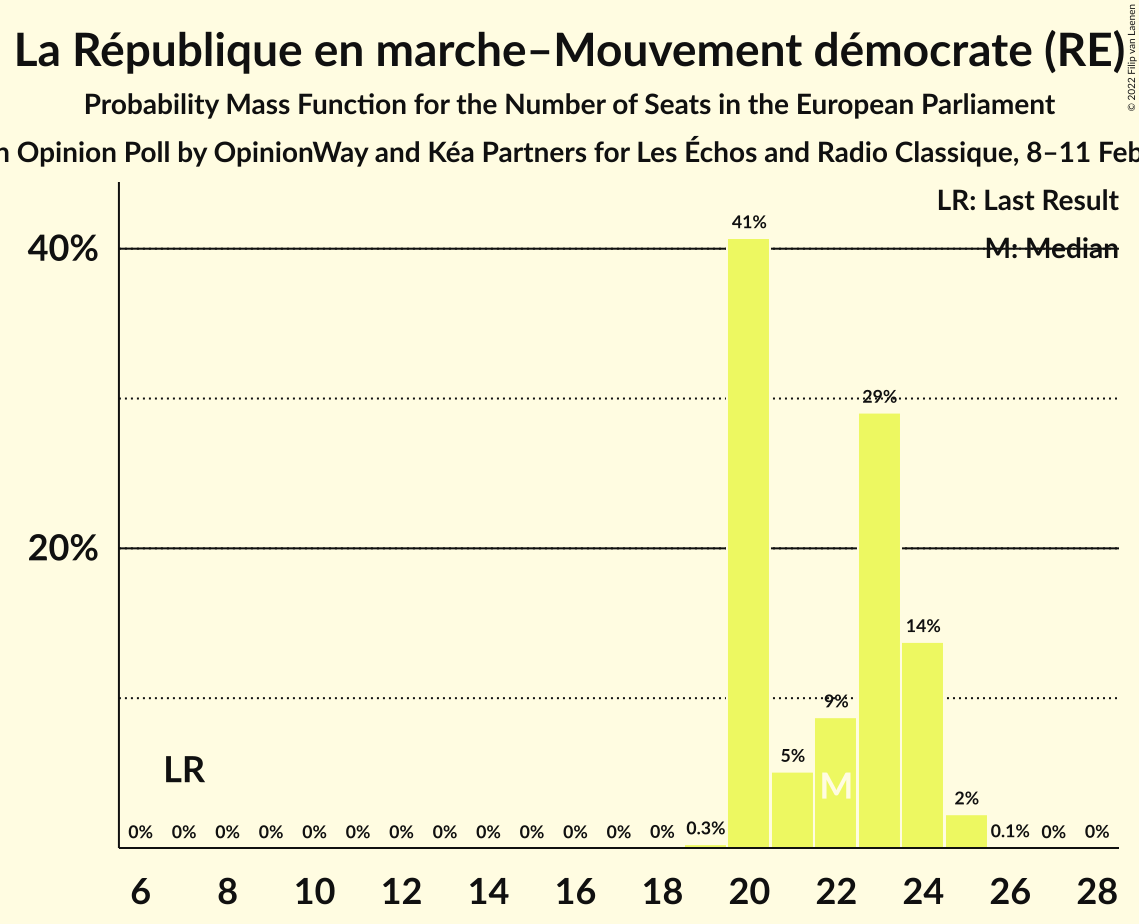 La République en marche–Mouvement démocrate (RE)
© 2022 Filip van Laenen
Probability Mass Function for the Number of Seats in the European Parliament
Opinion Poll by OpinionWay and Kéa Partners for Les Échos and Radio Classique, 8–11 Feb
LR: Last Result
M: Median
41%
40%
29%
20%
14%
9%
5%
M
LR
2%
0% 0% 0% 0% 0% 0% 0% 0% 0% 0% 0% 0% 0% 0.3% 0.1% 0% 0%
6 8 10 12 14 16 18 20 22 24 26 28